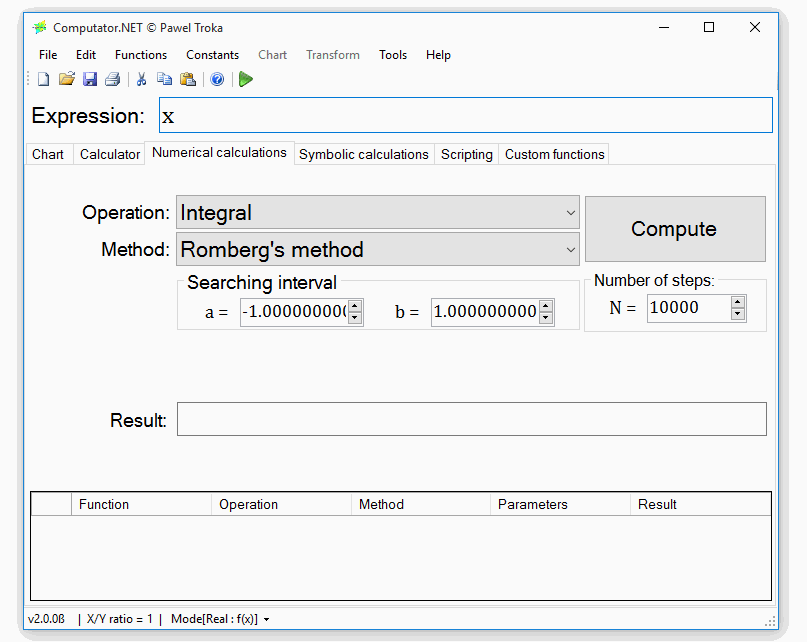 Computator.NET © Pawel Troka
File Edit Functions Constants Chart Transform Tools Help
Expression: x
Chart Calculator Numerical calculations Symbolic calculations Scripting Custom functions
Operation: Integral
Compute
Method: Romberg's method
Searching interval
Number of steps:
a = -1.000000000 b = 1.000000000
N = 10000
Result:
Function Operation Method Parameters Result
v2.0.0ß | X/Y ratio = 1 | Mode[Real : f(x)]